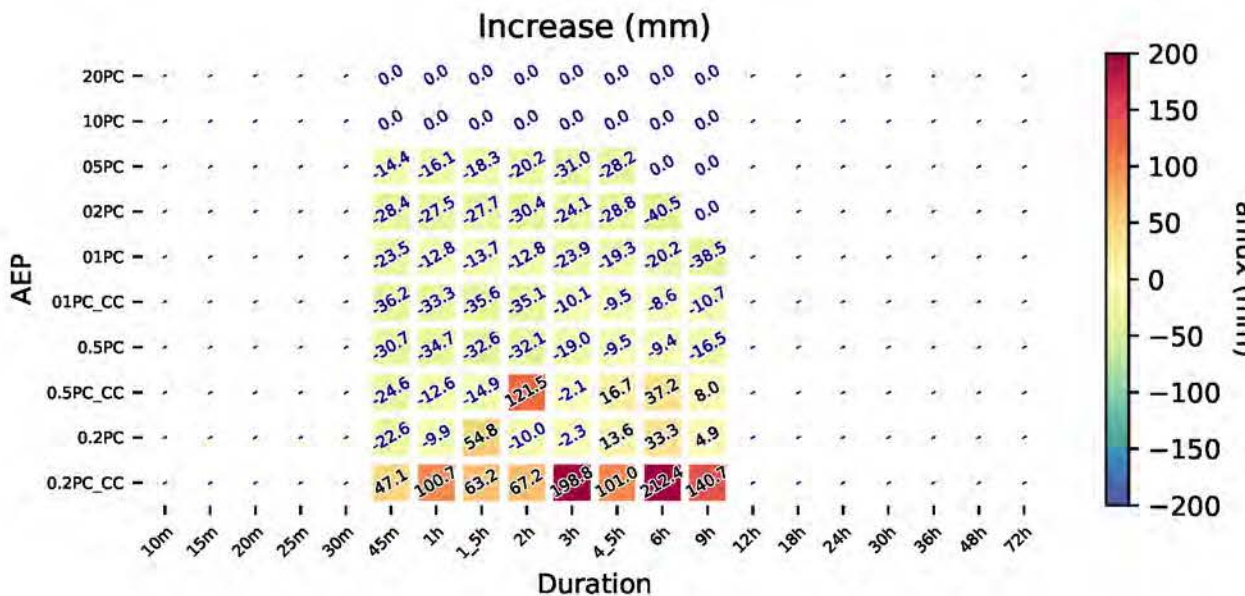 Increase (mm)
AEP
20PC - - - - - 0.0 0.0 0.0 0.0 0.0 0.0 0.0 0.0 - - - - - - -
10PC - - - - - 0.0 0.0 0.0 0.0 0.0 0.0 0.0 0.0 - - - - - - -
05PC - - - - - -14.4 -16.1 -18.3 -20.2 -31.0 -28.2 0.0 0.0 - - - - - - -
02PC - - - - - -28.4 -27.5 -27.7 -30.4 -24.1 -28.8 -40.5 0.0 - - - - - - -
01PC - - - - - -23.5 -12.8 -13.7 -12.8 -23.9 -19.3 -20.2 -38.5 - - - - - - -
01PC_CC - - - - - -36.2 -33.3 -35.6 -35.1 -10.1 -9.5 -8.6 -10.7 - - - - - - -
0.5PC - - - - - -30.7 -34.7 -32.6 -32.1 -19.0 -9.5 -9.4 -16.5 - - - - - - -
0.5PC_CC - - - - - -24.6 -12.6 -14.9 121.5 -2.1 16.7 37.2 8.0 - - - - - - -
0.2PC - - - - - -22.6 -9.9 54.8 -10.0 -2.3 13.6 33.3 4.9 - - - - - - -
0.2PC_CC - - - - - 47.1 100.7 63.2 67.2 198.8 101.0 212.4 140.7 - - - - - - -
10m 15m 20m 25m 30m 45m 1h 1_5h 2h 3h 4_5h 6h 9h 12h 18h 24h 30h 36h 48h 72h
Duration
200
150
100
50
0
−50
−100
−150
−200
(mm)